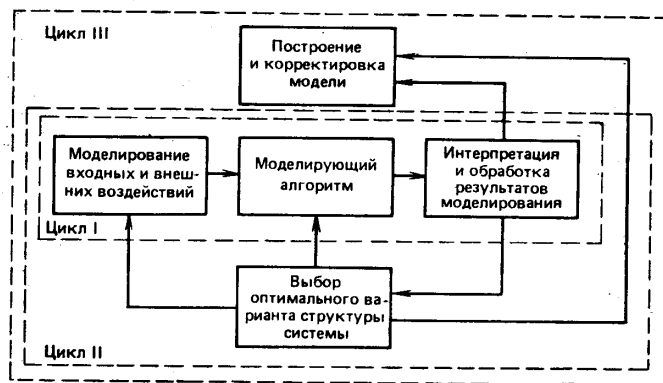 Цикл III
Построение
и корректировка
модели
Моделирование
входных и внеш-
них воздействий
Моделирующий
алгоритм
Интерпретация
и обработка
результатов
моделирования
Цикл I
Выбор
оптимального ва-
рианта структуры
системы
Цикл II